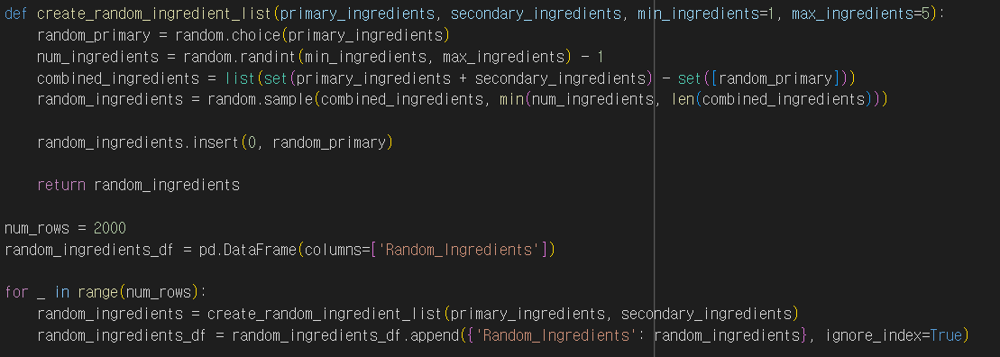 def create_random_ingredient_list(primary_ingredients, secondary_ingredients, min_ingredients=1, max_ingredients=5):
    random_primary = random.choice(primary_ingredients)
    num_ingredients = random.randint(min_ingredients, max_ingredients) - 1
    combined_ingredients = list(set(primary_ingredients + secondary_ingredients) - set([random_primary]))
    random_ingredients = random.sample(combined_ingredients, min(num_ingredients, len(combined_ingredients)))
    random_ingredients.insert(0, random_primary)
    return random_ingredients
num_rows = 2000
random_ingredients_df = pd.DataFrame(columns=['Random_Ingredients'])
for _ in range(num_rows):
    random_ingredients = create_random_ingredient_list(primary_ingredients, secondary_ingredients)
    random_ingredients_df = random_ingredients_df.append({'Random_Ingredients': random_ingredients}, ignore_index=True)